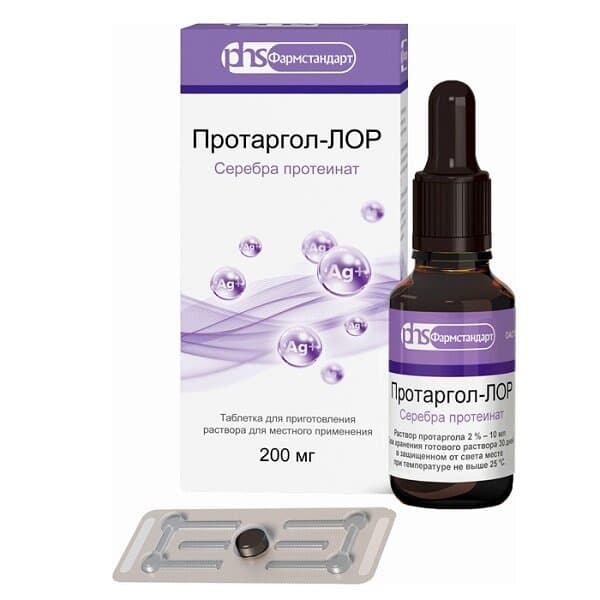 phs Фармстандарт
Протаргол-ЛОР
Серебра протеинат
Ag+
Ag+
Ag+
Ag+
Таблетка для приготовления
раствора для местного применения
200 мг
phs Фармстандарт
Протаргол-ЛОР
Серебра протеинат
Раствор протаргола 2 % – 10 мл
хранения готового раствора 30
в защищенном от света месте
при температуре не выше 25 °С